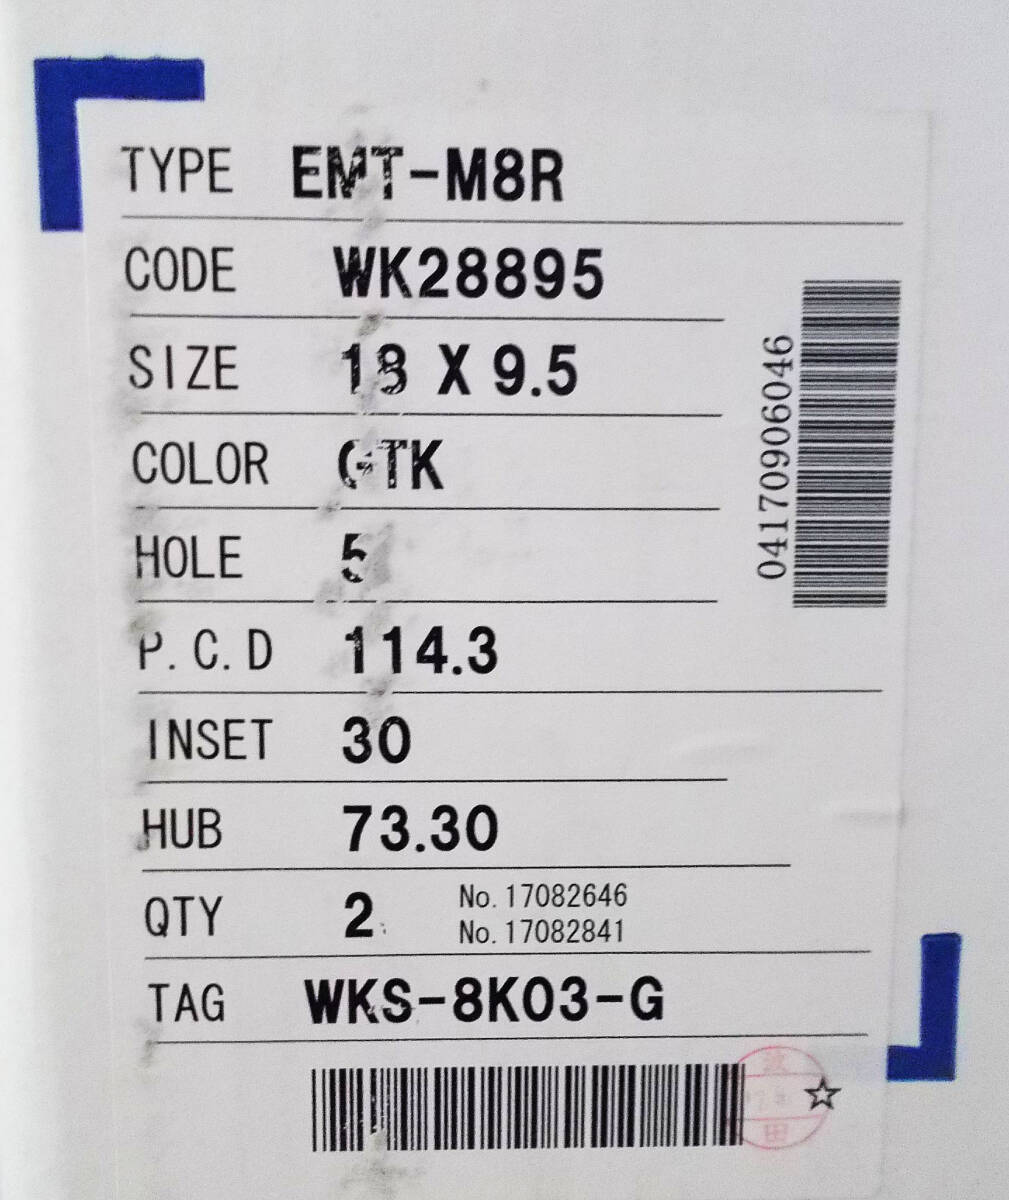 TYPE EMT-M8R
CODE WK28895
SIZE 18 X 9.5
COLOR GTK
HOLE 5
P.C.D 114.3
INSET 30
HUB 73.30
QTY 2 No. 17082646
No. 17082841
TAG WKS-8K03-G
04170906046
☆